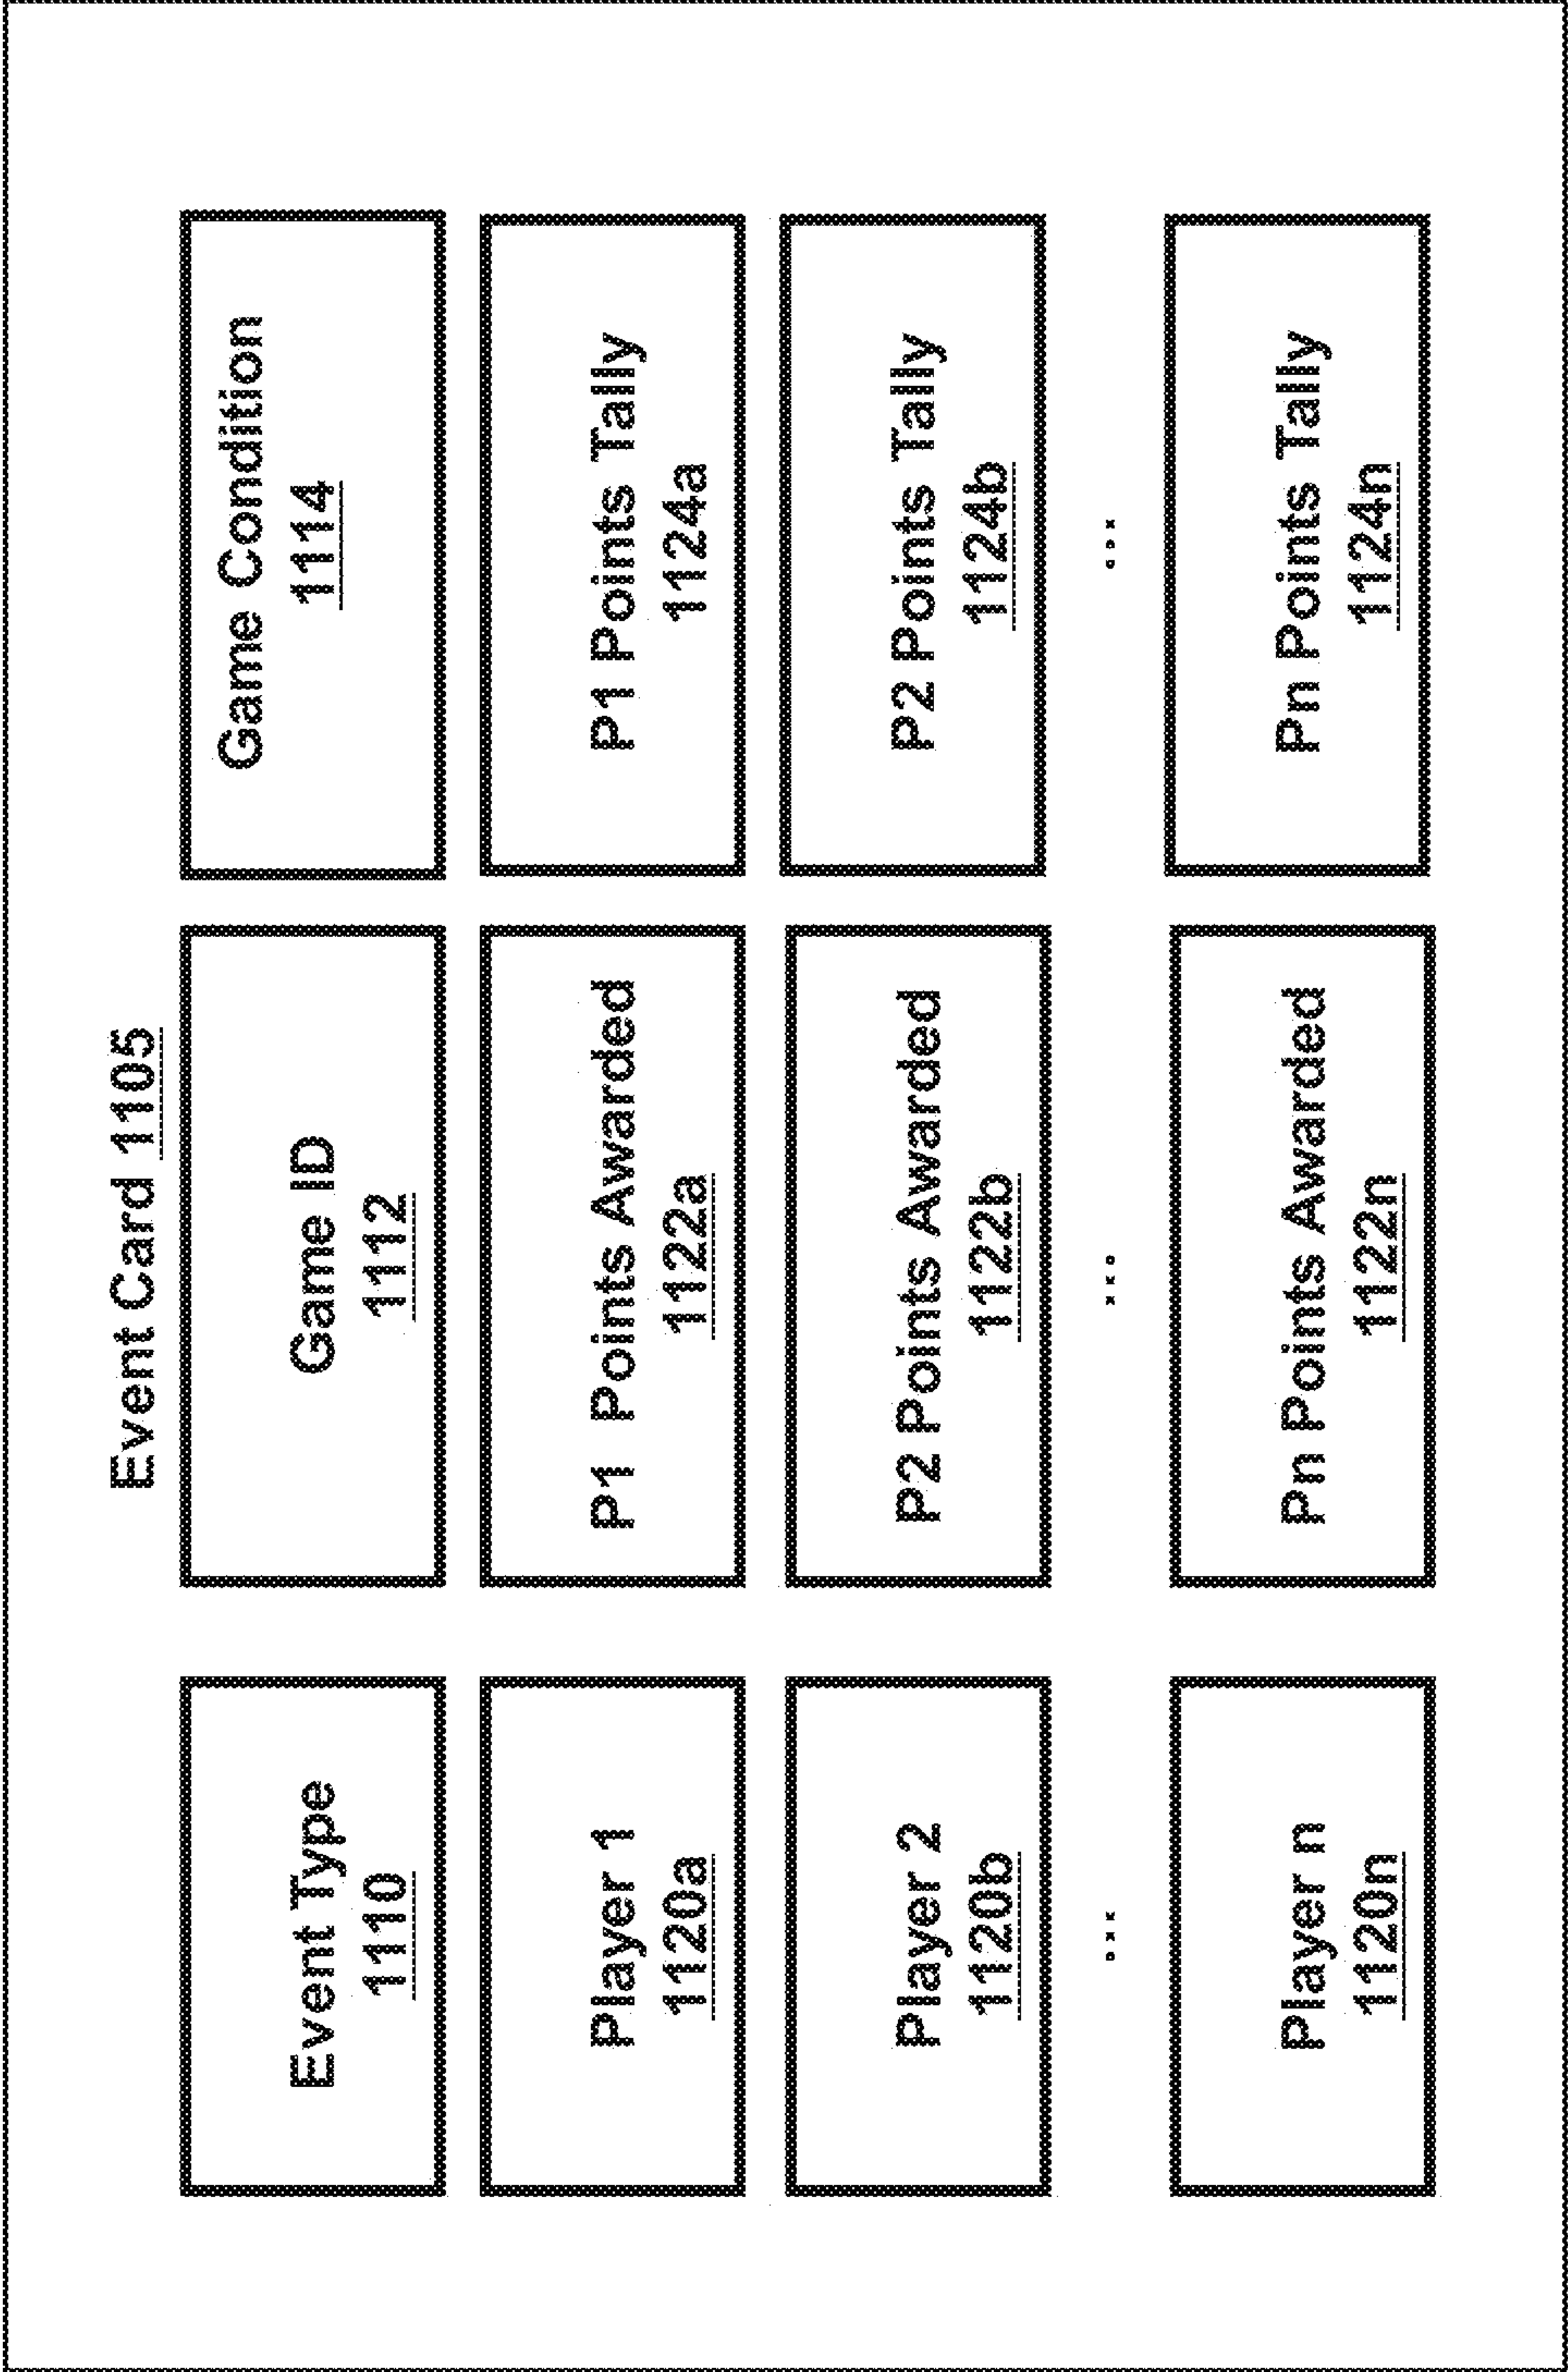 Event Card 1105
Event Type
1110
Game ID
1112
Game Condition
1114
Player 1
1120a
P1 Points Awarded
1122a
P1 Points Tally
1124a
Player 2
1120b
P2 Points Awarded
1122b
P2 Points Tally
1124b
...
...
...
Player n
1120n
Pn Points Awarded
1122n
Pn Points Tally
1124n